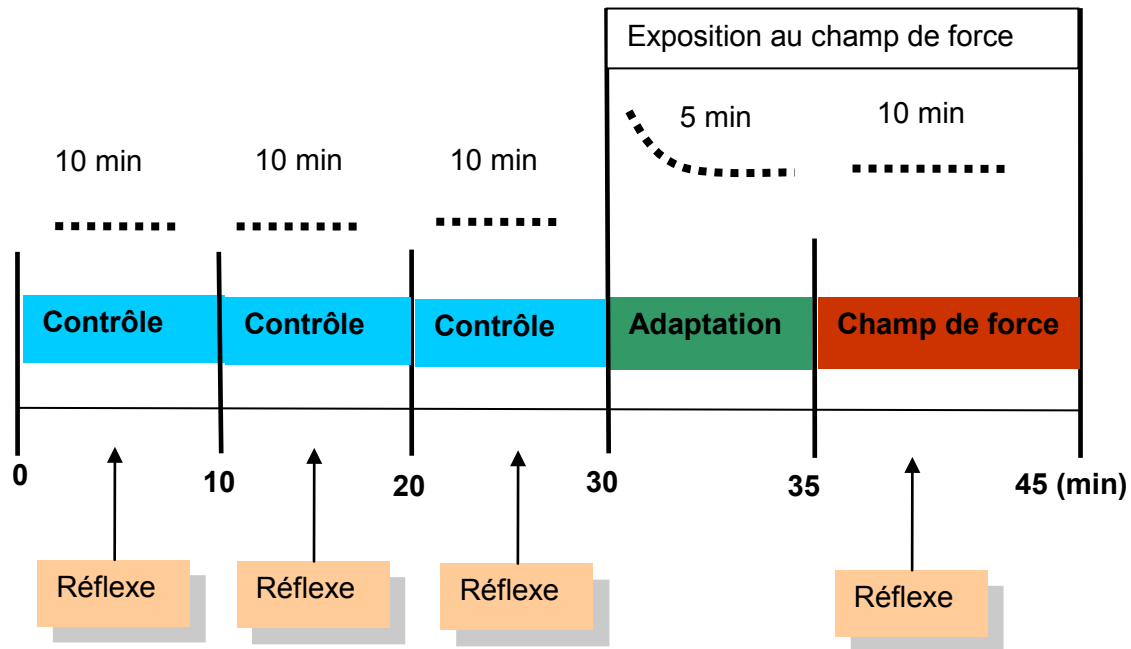 Exposition au champ de force
10 min
10 min
10 min
5 min
10 min
Contrôle
Contrôle
Contrôle
Adaptation
Champ de force
0
10
20
30
35
45 (min)
Réflexe
Réflexe
Réflexe
Réflexe